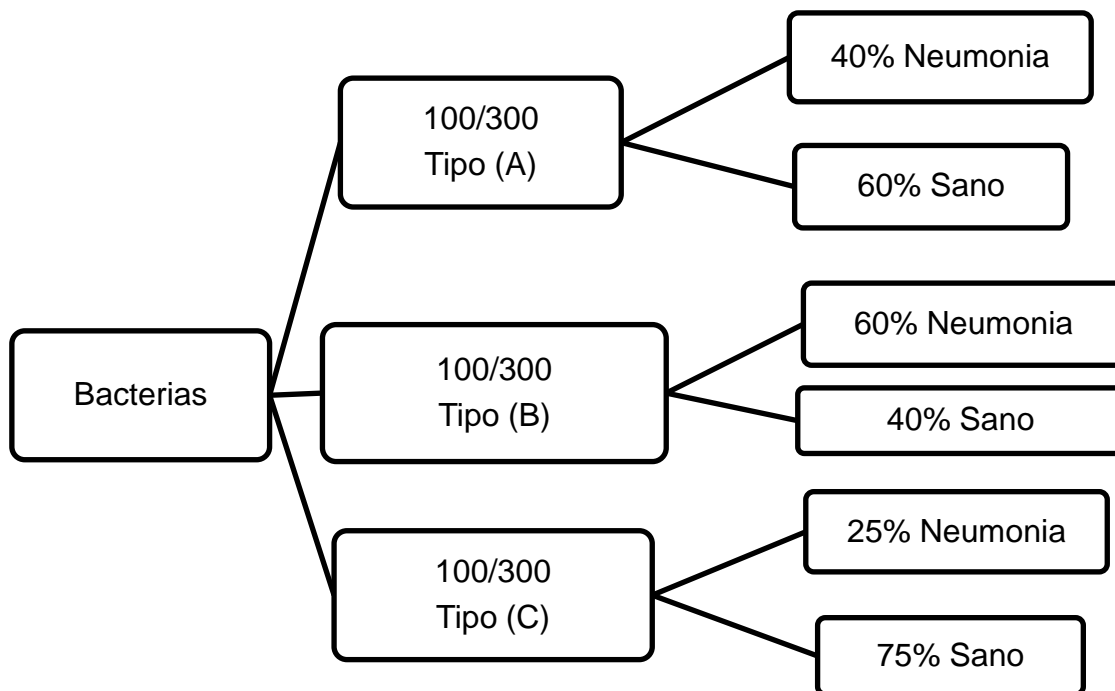 40% Neumonia
100/300
Tipo (A)
60% Sano
60% Neumonia
100/300
Tipo (B)
Bacterias
40% Sano
25% Neumonia
100/300
Tipo (C)
75% Sano